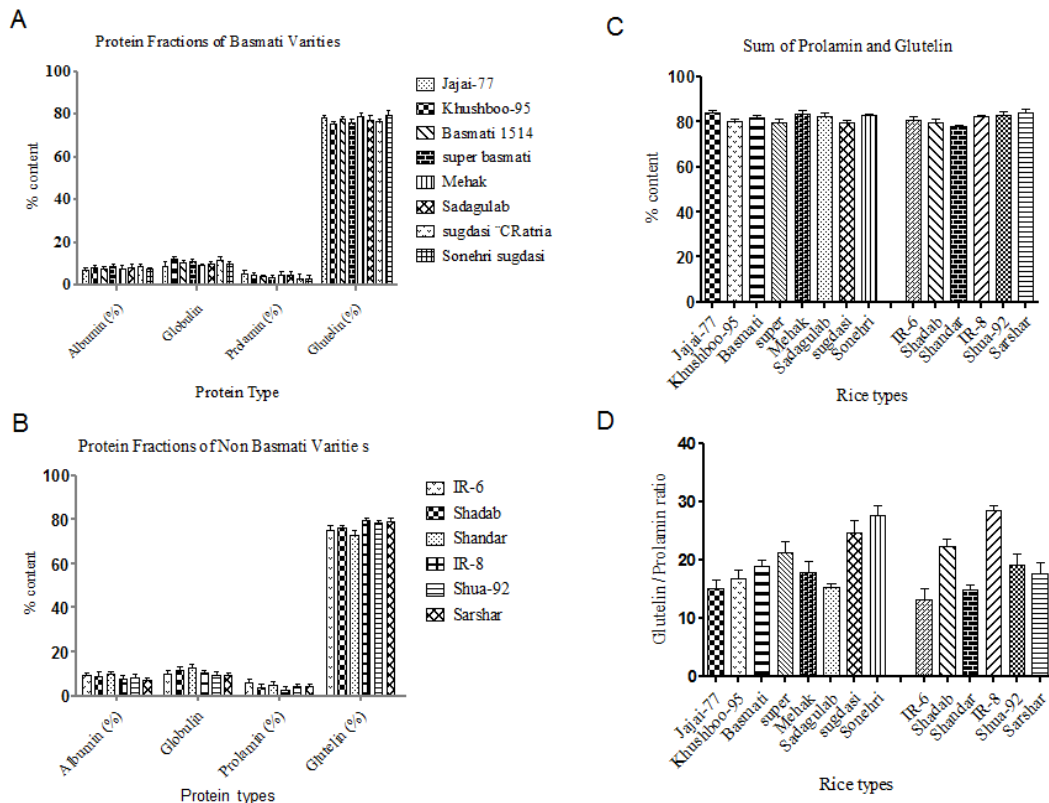 A
Protein Fractions of Basmati Varities
% content
100
80
60
40
20
0
Albumin (%)
Globulin
Prolamin (%)
Glutelin (%)
Protein Type
Jajai-77
Khushboo-95
Basmati 1514
super basmati
Mehak
Sadagulab
sugdasi ¨CRatria
Sonehri sugdasi
B
Protein Fractions of Non Basmati Varitie s
% content
100
80
60
40
20
0
Albumin (%)
Globulin
Prolamin (%)
Glutelin (%)
Protein types
IR-6
Shadab
Shandar
IR-8
Shua-92
Sarshar
C
Sum of Prolamin and Glutelin
% content
100
80
60
40
20
0
Jajai-77
Khushboo-95
Basmati
super
Mehak
Sadagulab
sugdasi
Sonehri
IR-6
Shadab
Shandar
IR-8
Shua-92
Sarshar
Rice types
D
Glutelin/Prolamin ratio
40
30
20
10
0
Jajai-77
Khushboo-95
Basmati
super
Mehak
Sadagulab
sugdasi
Sonehri
IR-6
Shadab
Shandar
IR-8
Shua-92
Sarshar
Rice types